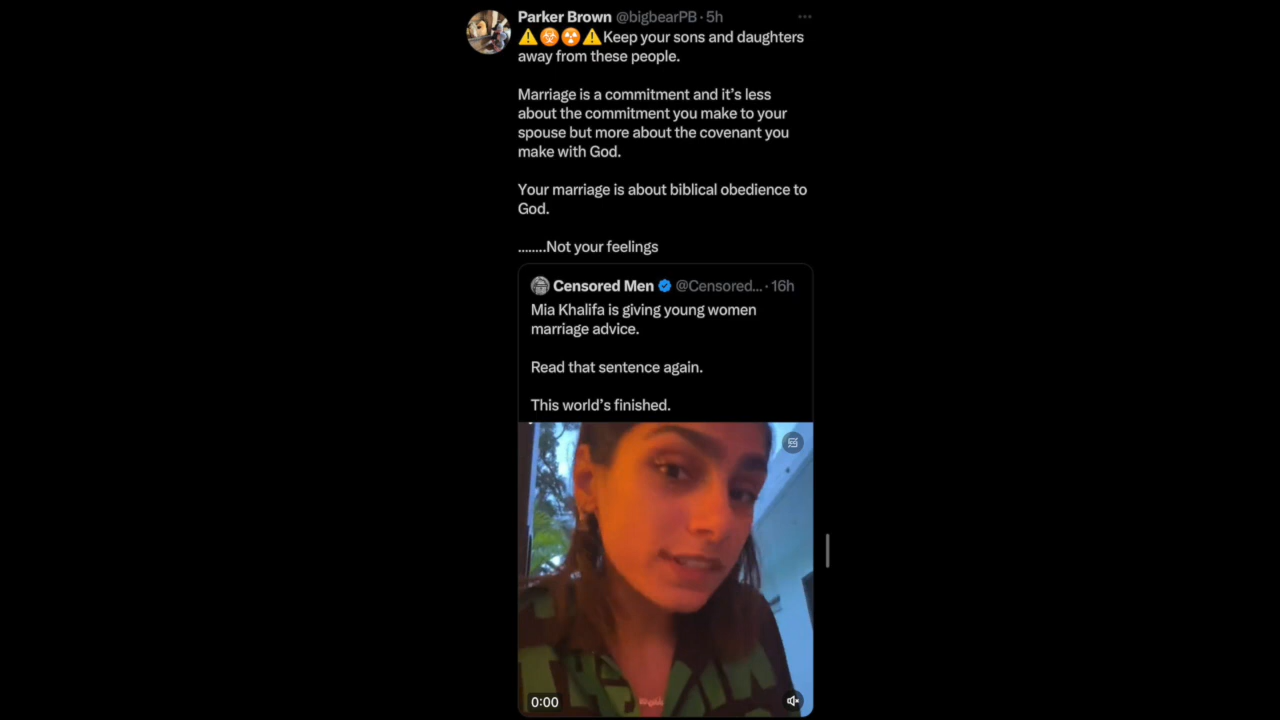 Parker Brown @bigbearPB · 5h
⚠️☣️☢️⚠️Keep your sons and daughters
away from these people.
Marriage is a commitment and it’s less
about the commitment you make to your
spouse but more about the covenant you
make with God.
Your marriage is about biblical obedience to
God.
........Not your feelings
Censored Men @Censored... · 16h
Mia Khalifa is giving young women
marriage advice.
Read that sentence again.
This world’s finished.
0:00